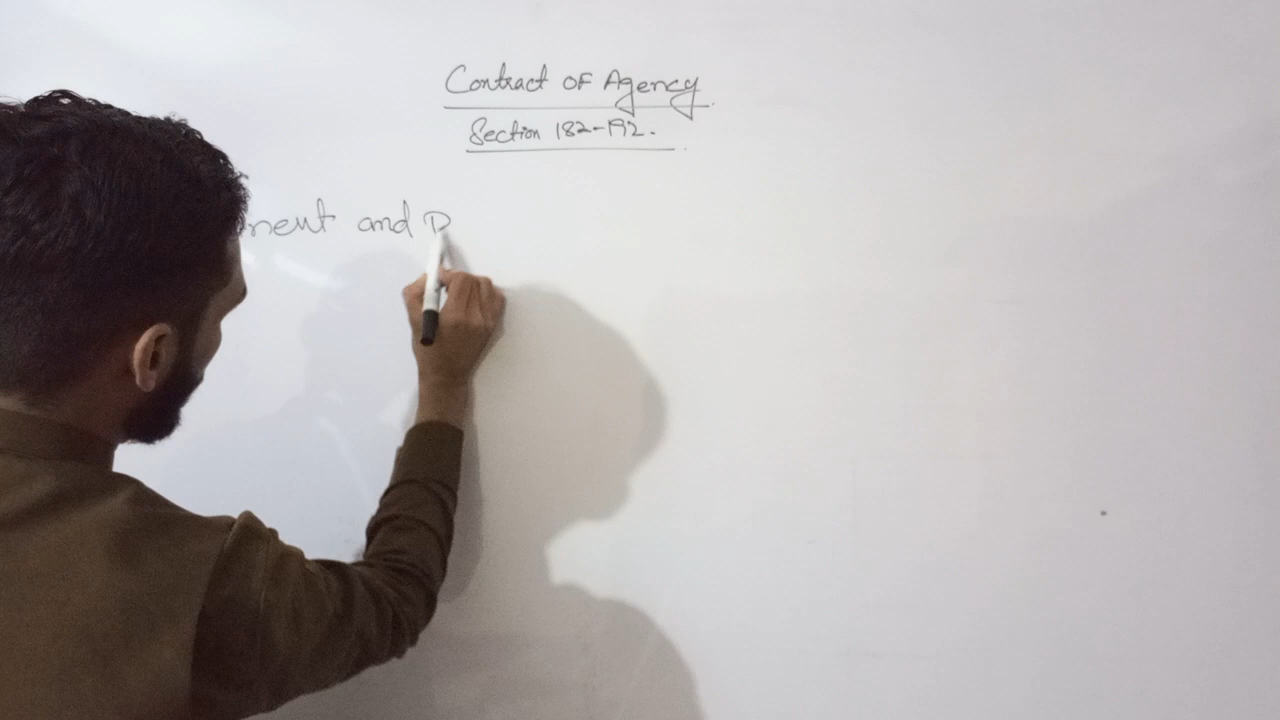 Contract OF Agency
Section 182-192.
nent and D